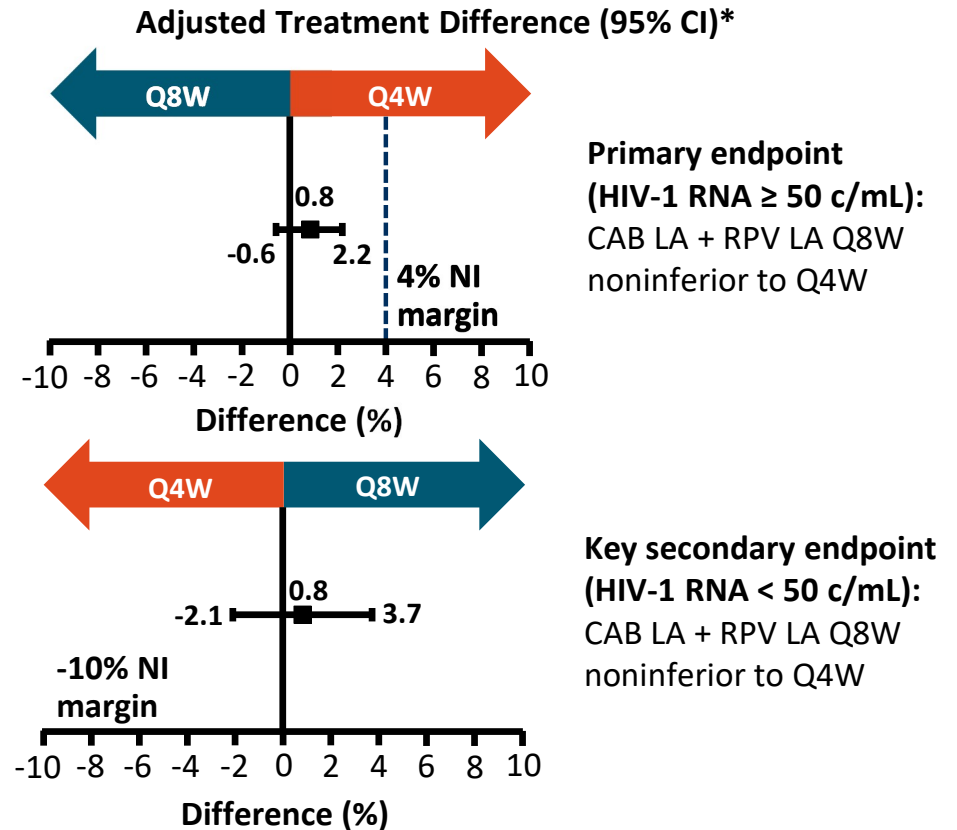 Adjusted Treatment Difference (95% CI)*
Q8W
Q4W
0.8
-0.6
2.2
4% NI
margin
-10 -8 -6 -4 -2 0 2 4 6 8 10
Difference (%)
Primary endpoint
(HIV-1 RNA ≥ 50 c/mL):
CAB LA + RPV LA Q8W
noninferior to Q4W
Q4W
Q8W
0.8
-2.1
3.7
-10% NI
margin
-10 -8 -6 -4 -2 0 2 4 6 8 10
Difference (%)
Key secondary endpoint
(HIV-1 RNA < 50 c/mL):
CAB LA + RPV LA Q8W
noninferior to Q4W